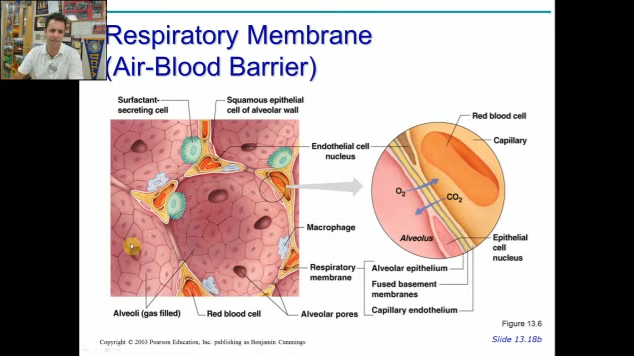 Respiratory Membrane
(Air-Blood Barrier)
Surfactant-
secreting cell
Squamous epithelial
cell of alveolar wall
Red blood cell
Endothelial cell
nucleus
Capillary
O2
CO2
Macrophage
Alveolus
Epithelial
cell
nucleus
Respiratory
membrane
Alveolar epithelium
Fused basement
membranes
Capillary endothelium
Alveoli (gas filled)
Red blood cell
Alveolar pores
Figure 13.6
Copyright © 2003 Pearson Education, Inc. publishing as Benjamin Cummings
Slide 13.18b